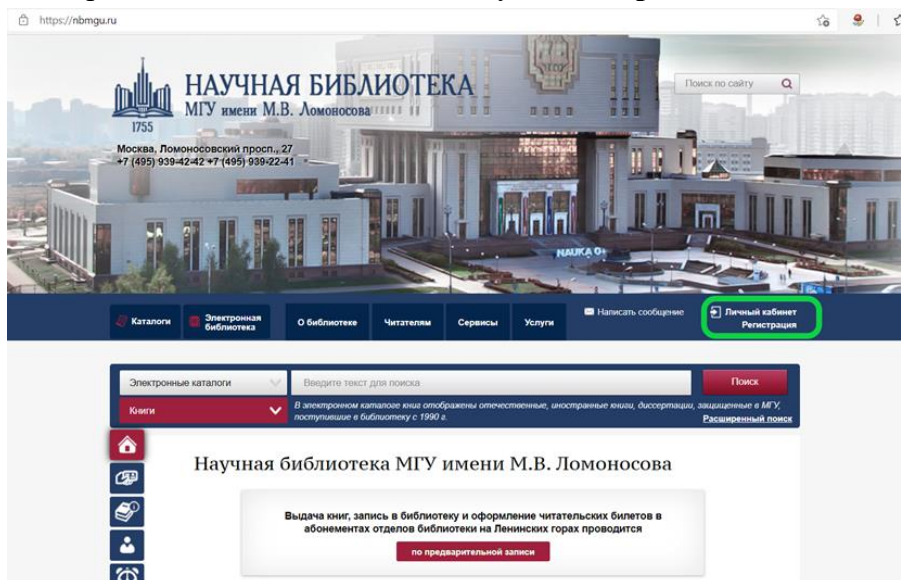 https://nbmgu.ru
НАУЧНАЯ БИБЛИОТЕКА
МГУ имени М.В. Ломоносова
1755
Поиск по сайту
Москва, Ломоносовский просп., 27
+7 (495) 939-42-42 +7 (495) 939-22-41
NAUKA 0+
Каталоги
Электронная
библиотека
О библиотеке
Читателям
Сервисы
Услуги
Написать сообщение
Личный кабинет
Регистрация
Электронные каталоги
Введите текст для поиска
Поиск
Книги
В электронном каталоге книг отображены отечественные, иностранные книги, диссертации, защищенные в МГУ,
поступившие в библиотеку с 1990 г.
Расширенный поиск
Научная библиотека МГУ имени М.В. Ломоносова
Выдача книг, запись в библиотеку и оформление читательских билетов в
абонементах отделов библиотеки на Ленинских горах проводится
по предварительной записи